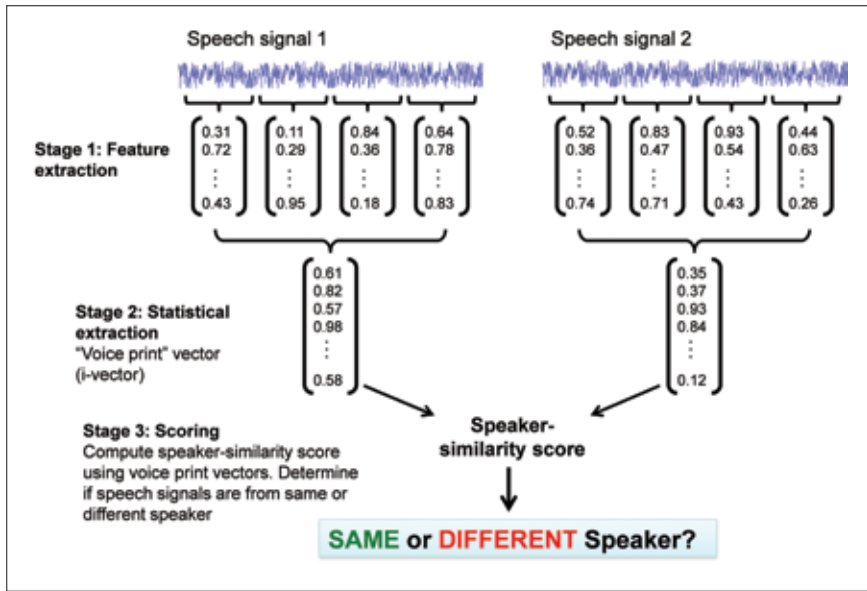 Speech signal 1
Speech signal 2
Stage 1: Feature
extraction
0.31 0.11 0.84 0.64 0.52 0.83 0.93 0.44
0.72 0.29 0.36 0.78 0.36 0.47 0.54 0.63
⋮ ⋮ ⋮ ⋮ ⋮ ⋮ ⋮ ⋮
0.43 0.95 0.18 0.83 0.74 0.71 0.43 0.26
Stage 2: Statistical
extraction
“Voice print” vector
(i-vector)
0.61
0.82
0.57
0.98
⋮
0.58
0.35
0.37
0.93
0.84
⋮
0.12
Stage 3: Scoring
Compute speaker-similarity score
using voice print vectors. Determine
if speech signals are from same or
different speaker
Speaker-
similarity score
SAME or DIFFERENT Speaker?